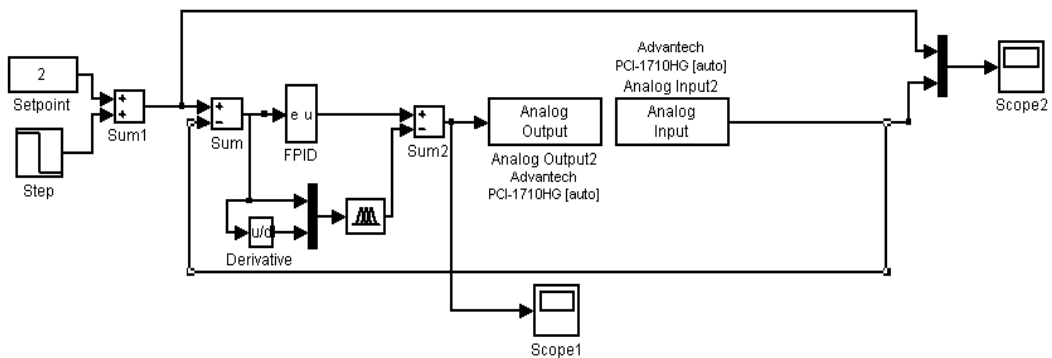 2
Setpoint
+
+
Sum1
Step
+
-
Sum
e u
FPID
+
-
Sum2
u/d
Derivative
Analog
Output
Analog Output2
Advantech
PCI-1710HG [auto]
Advantech
PCI-1710HG [auto]
Analog Input2
Analog
Input
Scope2
Scope1